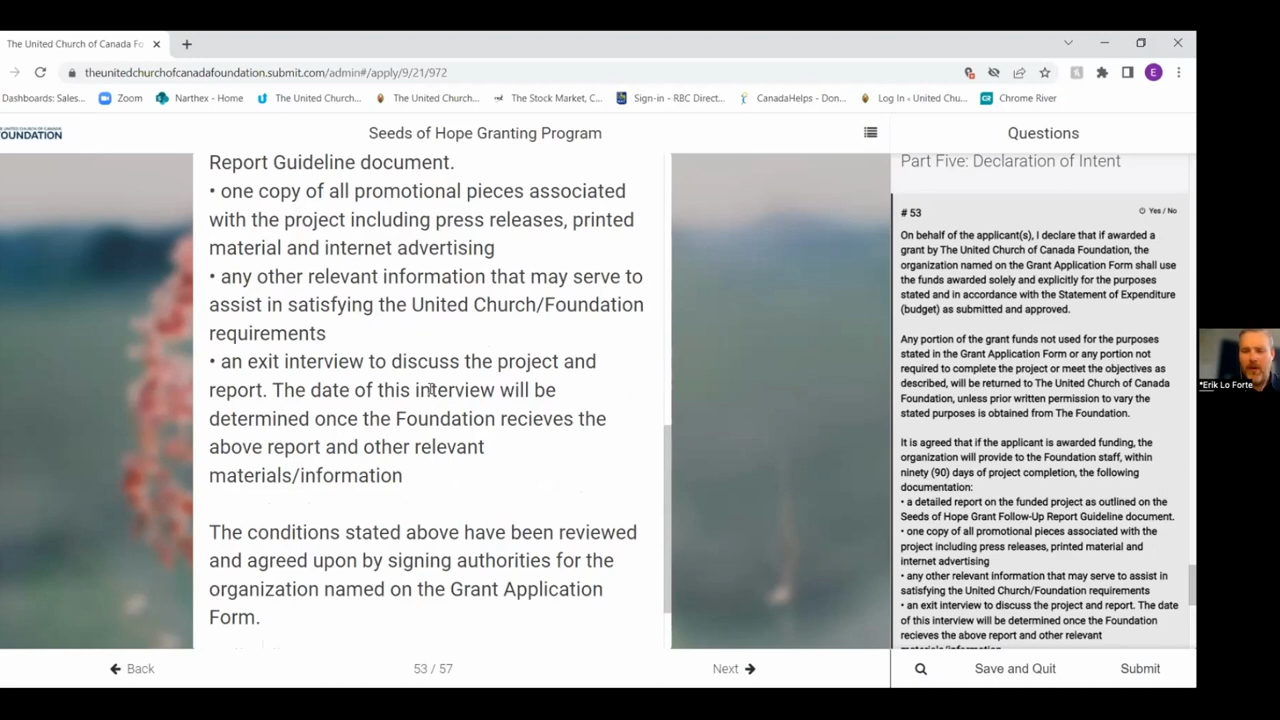 The United Church of Canada Fo
theunitedchurchofcanadafoundation.submit.com/admin#/apply/9/21/972
E
Dashboards: Sales...
Zoom
Narthex - Home
The United Church...
The United Church...
The Stock Market, C...
Sign-in - RBC Direct...
CanadaHelps - Don...
Log In ‹ United Chu...
CR
Chrome River
THE UNITED CHURCH OF CANADA
OUNDATION
Seeds of Hope Granting Program
Report Guideline document.
• one copy of all promotional pieces associated
with the project including press releases, printed
material and internet advertising
• any other relevant information that may serve to
assist in satisfying the United Church/Foundation
requirements
• an exit interview to discuss the project and
report. The date of this interview will be
determined once the Foundation recieves the
above report and other relevant
materials/information
The conditions stated above have been reviewed
and agreed upon by signing authorities for the
organization named on the Grant Application
Form.
Back
53 / 57
Next
Questions
Part Five: Declaration of Intent
# 53
Yes / No
On behalf of the applicant(s), I declare that if awarded a
grant by The United Church of Canada Foundation, the
organization named on the Grant Application Form shall use
the funds awarded solely and explicitly for the purposes
stated and in accordance with the Statement of Expenditure
(budget) as submitted and approved.
Any portion of the grant funds not used for the purposes
stated in the Grant Application Form or any portion not
required to complete the project or meet the objectives as
described, will be returned to The United Church of Canada
Foundation, unless prior written permission to vary the
stated purposes is obtained from The Foundation.
It is agreed that if the applicant is awarded funding, the
organization will provide to the Foundation staff, within
ninety (90) days of project completion, the following
documentation:
• a detailed report on the funded project as outlined on the
Seeds of Hope Grant Follow-Up Report Guideline document.
• one copy of all promotional pieces associated with the
project including press releases, printed material and
internet advertising
• any other relevant information that may serve to assist in
satisfying the United Church/Foundation requirements
• an exit interview to discuss the project and report. The date
of this interview will be determined once the Foundation
recieves the above report and other relevant
materials/information
Save and Quit
Submit
*Erik Lo Forte